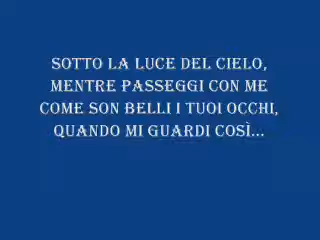 SOTTO LA LUCE DEL CIELO,
MENTRE PASSEGGI CON ME
COME SON BELLI I TUOI OCCHI,
QUANDO MI GUARDI COSÌ...